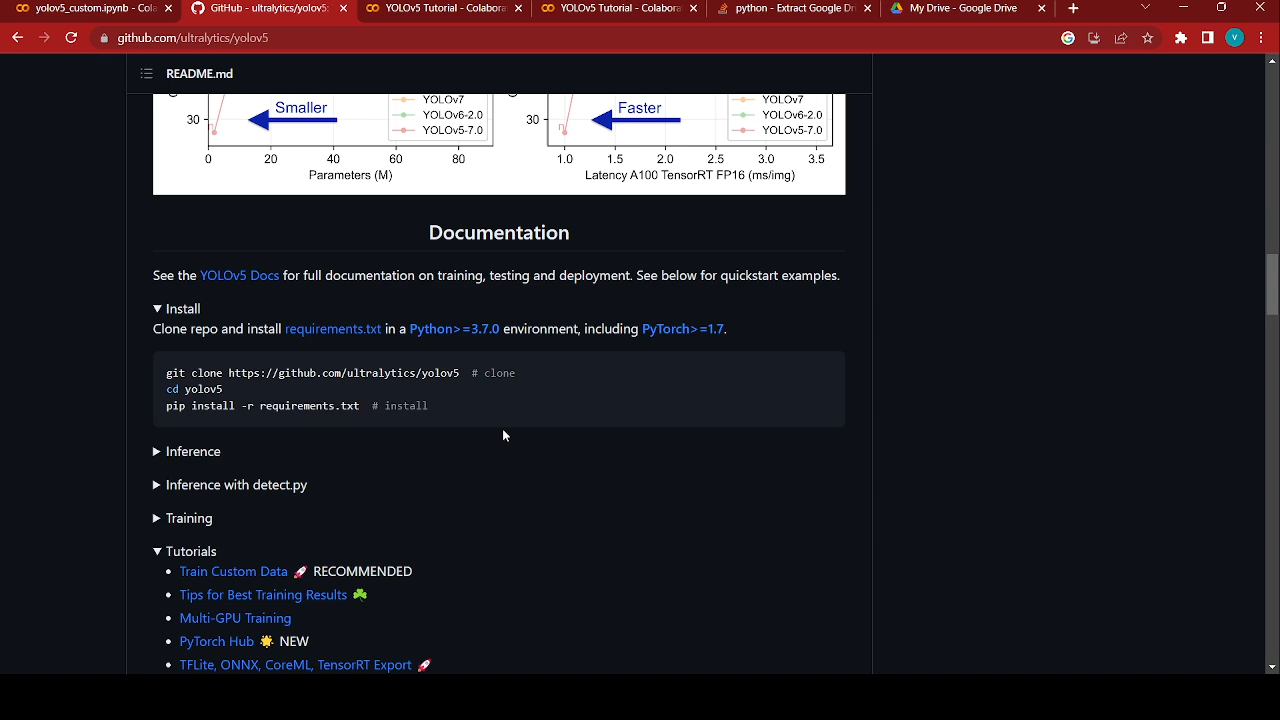 yolov5_custom.ipynb - Cola
GitHub - ultralytics/yolov5:
YOLOv5 Tutorial - Colabora
YOLOv5 Tutorial - Colabora
python - Extract Google Dr
My Drive - Google Drive
github.com/ultralytics/yolov5
V
README.md
30
Smaller
YOLOv7
YOLOv6-2.0
YOLOv5-7.0
n
0 20 40 60 80
Parameters (M)
30
Faster
YOLOv7
YOLOv6-2.0
YOLOv5-7.0
n
1.0 1.5 2.0 2.5 3.0 3.5
Latency A100 TensorRT FP16 (ms/img)
Documentation
See the YOLOv5 Docs for full documentation on training, testing and deployment. See below for quickstart examples.
▼ Install
Clone repo and install requirements.txt in a Python>=3.7.0 environment, including PyTorch>=1.7.
git clone https://github.com/ultralytics/yolov5 # clone
cd yolov5
pip install -r requirements.txt # install
▶ Inference
▶ Inference with detect.py
▶ Training
▼ Tutorials
• Train Custom Data 🚀 RECOMMENDED
• Tips for Best Training Results ☘️
• Multi-GPU Training
• PyTorch Hub 🌟 NEW
• TFLite, ONNX, CoreML, TensorRT Export 🚀